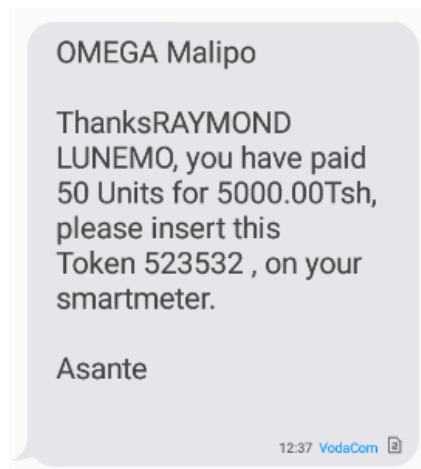 OMEGA Malipo
ThanksRAYMOND
LUNEMO, you have paid
50 Units for 5000.00Tsh,
please insert this
Token 523532 , on your
smartmeter.
Asante
12:37 VodaCom 2